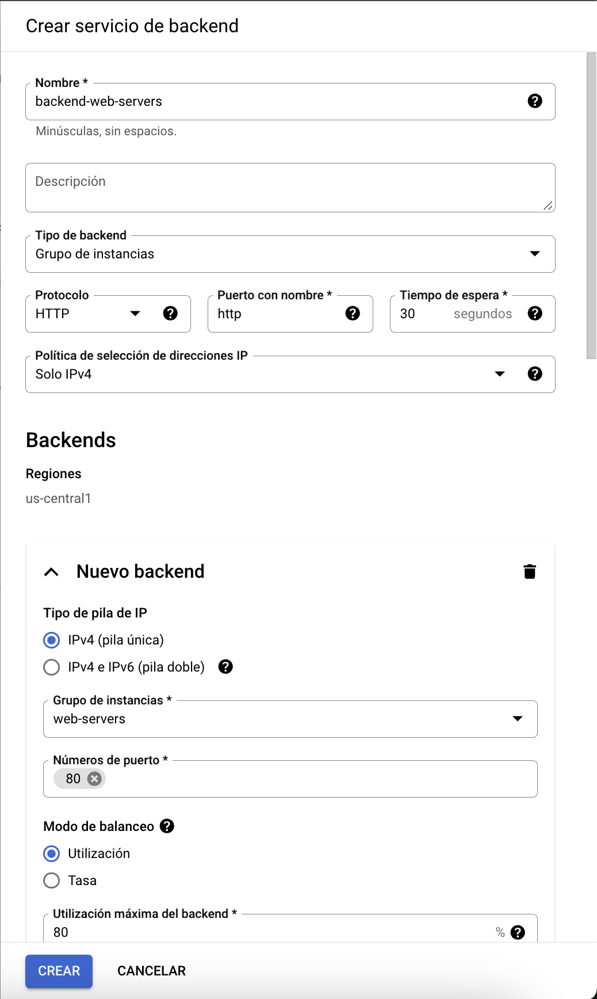 Crear servicio de backend
Nombre *
backend-web-servers
Minúsculas, sin espacios.
Descripción
Tipo de backend
Grupo de instancias
Protocolo
HTTP
Puerto con nombre *
http
Tiempo de espera *
30 segundos
Política de selección de direcciones IP
Solo IPv4
Backends
Regiones
us-central1
Nuevo backend
Tipo de pila de IP
IPv4 (pila única)
IPv4 e IPv6 (pila doble)
Grupo de instancias *
web-servers
Números de puerto *
80
Modo de balanceo
Utilización
Tasa
Utilización máxima del backend *
80 %
CREAR CANCELAR